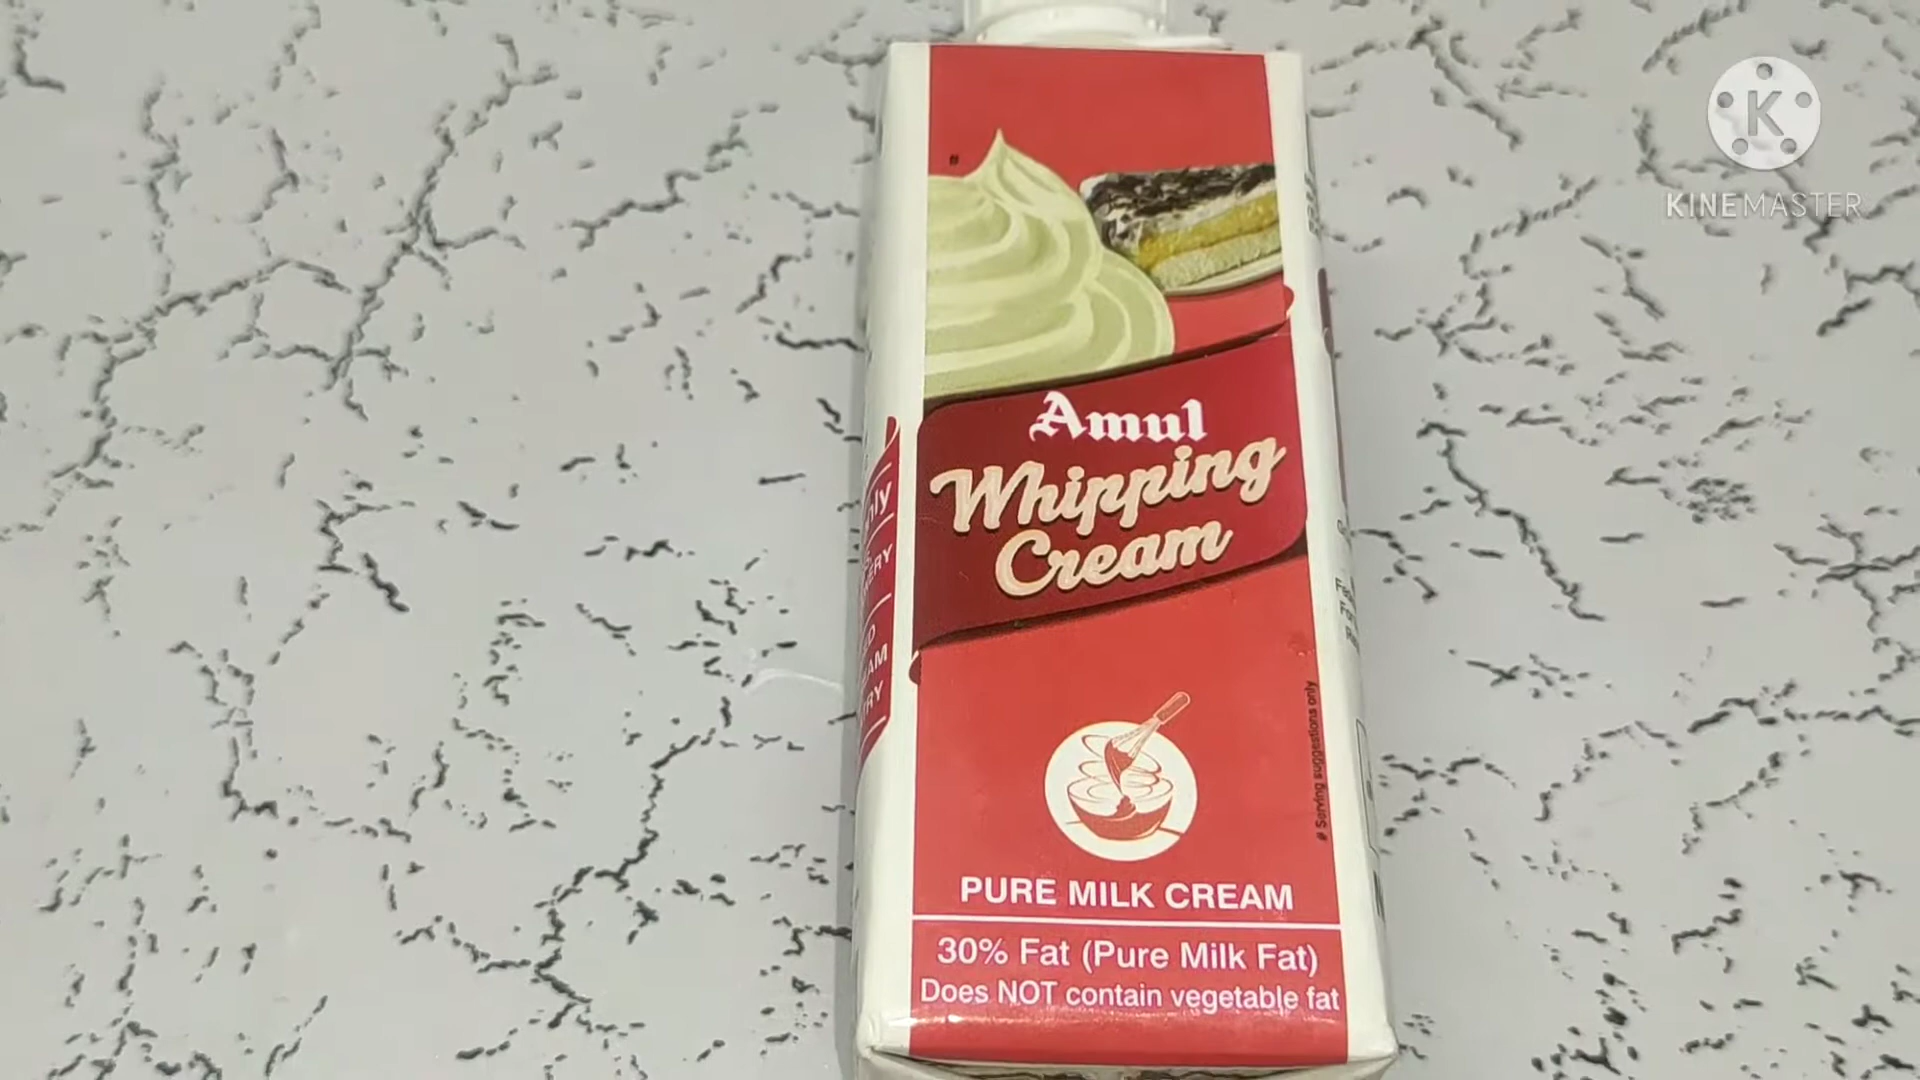 K
KINEMASTER
#
Amul
Whipping
Cream
# Serving suggestions only
PURE MILK CREAM
30% Fat (Pure Milk Fat)
Does NOT contain vegetable fat